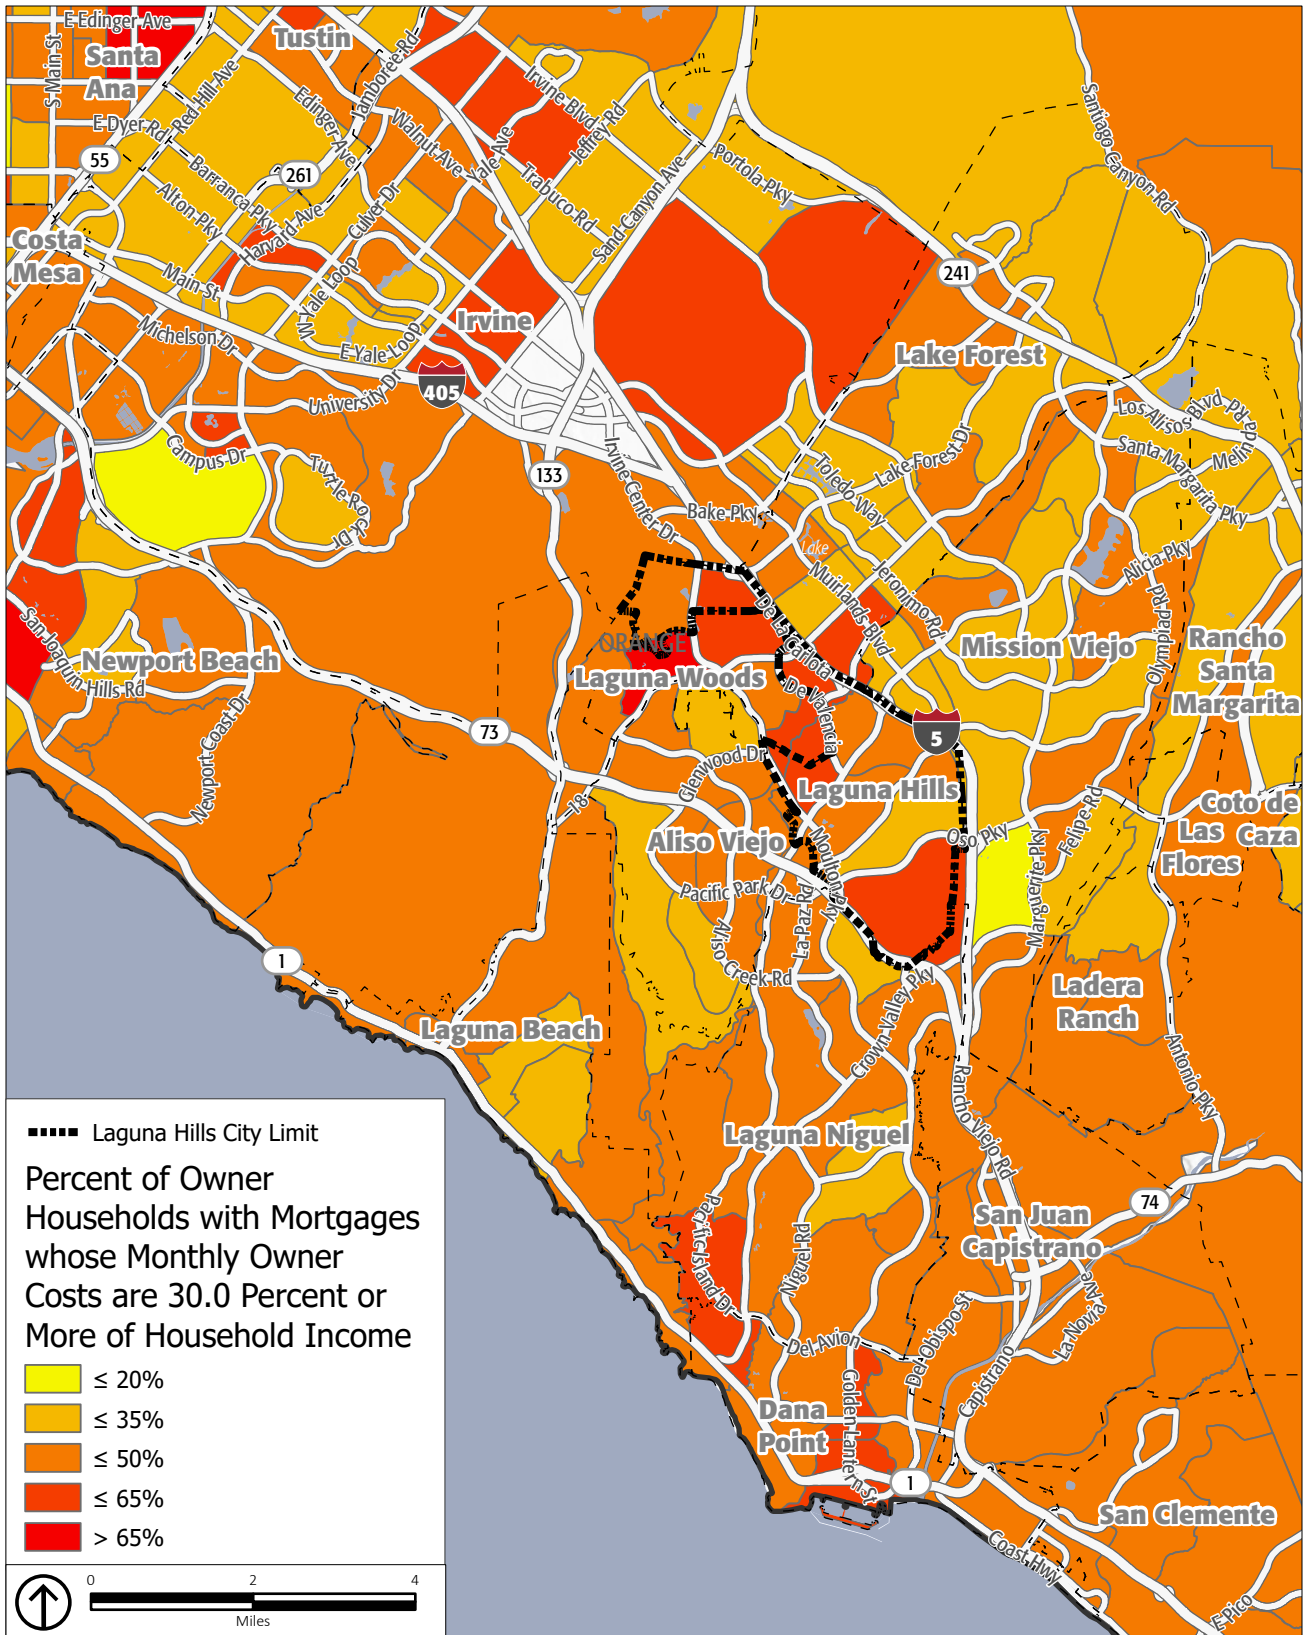 E Edinger Ave
S Main St
Santa
Ana
Tustin
Red Hill Ave
E Dyer Rd
Jamboree Rd
Edinger Ave
Walnut Ave
Yale Ave
Irvine Blvd
Jeffrey Rd
Trabuco Rd
Sand Canyon Ave
Portola Pky
Santiago Canyon Rd
55
261
Barranca Pky
Alton Pky
Harvard Ave
Culver Dr
Costa
Mesa
Main St
W Yale Loop
E Yale Loop
Michelson Dr
Irvine
241
Lake Forest
405
University Dr
Campus Dr
Turtle Rock Dr
133
Irvine Center Dr
Bake Pky
Toledo Way
Lake Forest Dr
Los Alisos Blvd
Melinda Rd
Santa Margarita Pky
Alicia Pky
Lake
Muirlands Blvd
Jeronimo Rd
Olympiad Rd
De La Carlota
ORANGE
Laguna Woods
De Valencia
Mission Viejo
Rancho
Santa
Margarita
San Joaquin Hills Rd
Newport Beach
Newport Coast Dr
73
5
Glenwood Dr
Laguna Hills
18
Aliso Viejo
Moulton Pky
Oso Pky
Marguerite Pky
Felipe Rd
Coto de
Caza
Las
Flores
Pacific Park Dr
La Paz Rd
Aliso Creek Rd
Crown Valley Pky
1
Laguna Beach
Ladera
Ranch
Antonio Pky
Rancho Viejo Rd
Laguna Niguel
74
San Juan
Capistrano
Pacific Island Dr
Niguel Rd
La Novia Ave
Del Avion
Del Obispo St
Capistrano
Golden Lantern St
Dana
Point
1
San Clemente
Coast Hwy
E Pico
Laguna Hills City Limit
Percent of Owner
Households with Mortgages
whose Monthly Owner
Costs are 30.0 Percent or
More of Household Income
≤ 20%
≤ 35%
≤ 50%
≤ 65%
> 65%
0 2 4
Miles